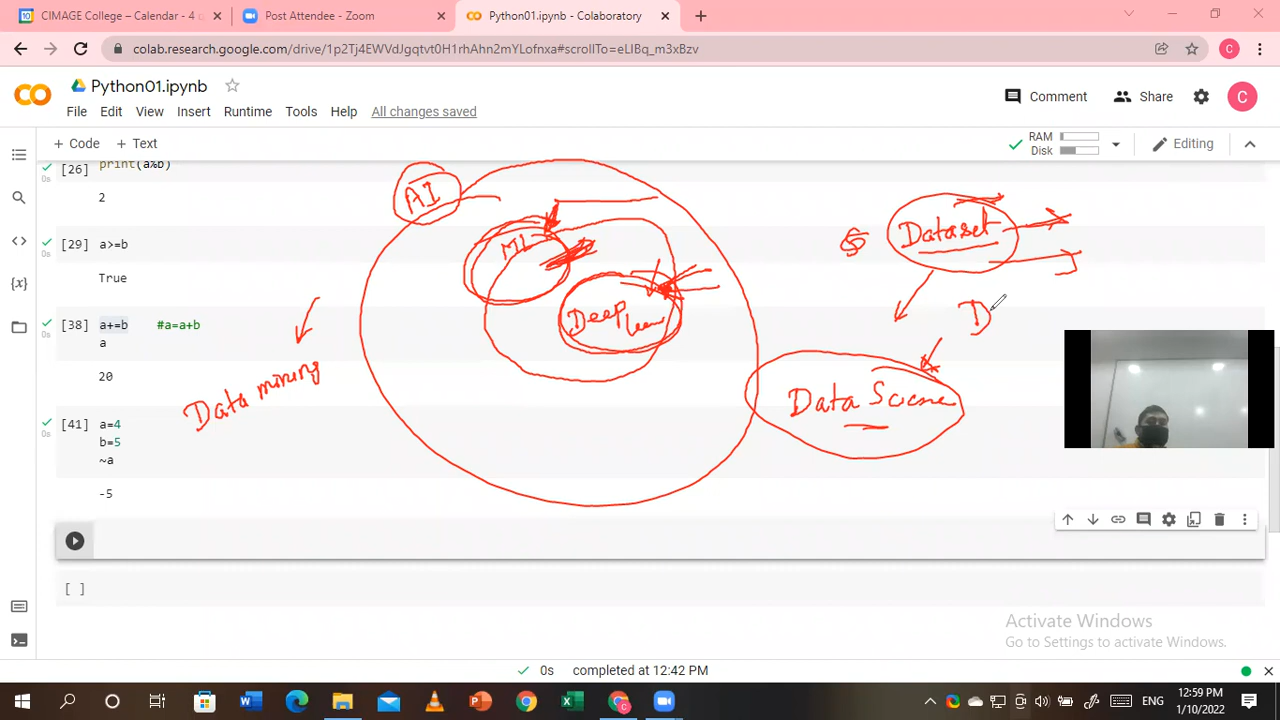 CIMAGE College – Calendar - 4 o
Post Attendee - Zoom
Python01.ipynb - Colaboratory
colab.research.google.com/drive/1p2Tj4EWVdJgqtvt0H1rhAhn2mYLofnxa#scrollTo=eLIBq_m3xBzv
Python01.ipynb
File Edit View Insert Runtime Tools Help All changes saved
Comment Share C
+ Code + Text
RAM
Disk
Editing
[26] print(a%b)
0s
2
[29] a>=b
0s
True
[38] a+=b #a=a+b
0s
a
20
[41] a=4
0s
b=5
~a
-5
[ ]
AI
ML
Deep
Dataset
D
Data mining
Data Science
{x}
Activate Windows
Go to Settings to activate Windows.
0s completed at 12:42 PM
ENG
12:59 PM
1/10/2022